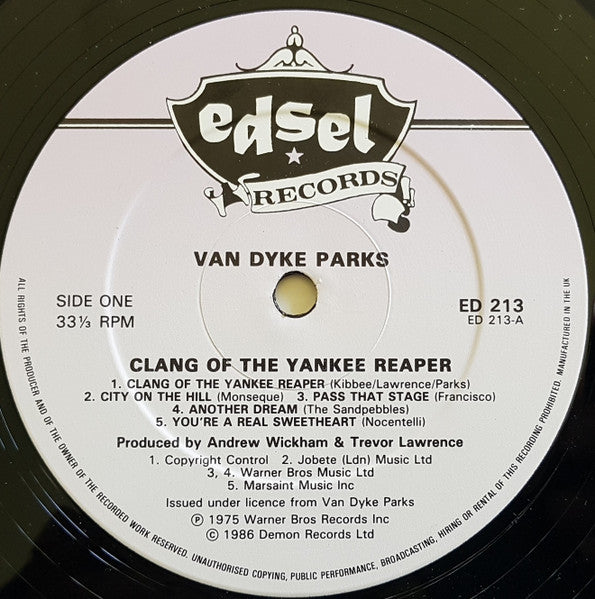 edsel
RECORDS
VAN DYKE PARKS
SIDE ONE
33⅓ RPM
ED 213
ED 213-A
CLANG OF THE YANKEE REAPER
1. CLANG OF THE YANKEE REAPER (Kibbee/Lawrence/Parks)
2. CITY ON THE HILL (Monseque) 3. PASS THAT STAGE (Francisco)
4. ANOTHER DREAM (The Sandpebbles)
5. YOU'RE A REAL SWEETHEART (Nocentelli)
Produced by Andrew Wickham & Trevor Lawrence
1. Copyright Control 2. Jobete (Ldn) Music Ltd
3, 4. Warner Bros Music Ltd
5. Marsaint Music Inc
Issued under licence from Van Dyke Parks
℗ 1975 Warner Bros Records Inc
© 1986 Demon Records Ltd
ALL RIGHTS OF THE PRODUCER AND OF THE OWNER OF THE RECORDED WORK RESERVED. UNAUTHORISED COPYING, PUBLIC PERFORMANCE, BROADCASTING, HIRING OR RENTAL OF THIS RECORDING PROHIBITED. MANUFACTURED IN THE UK